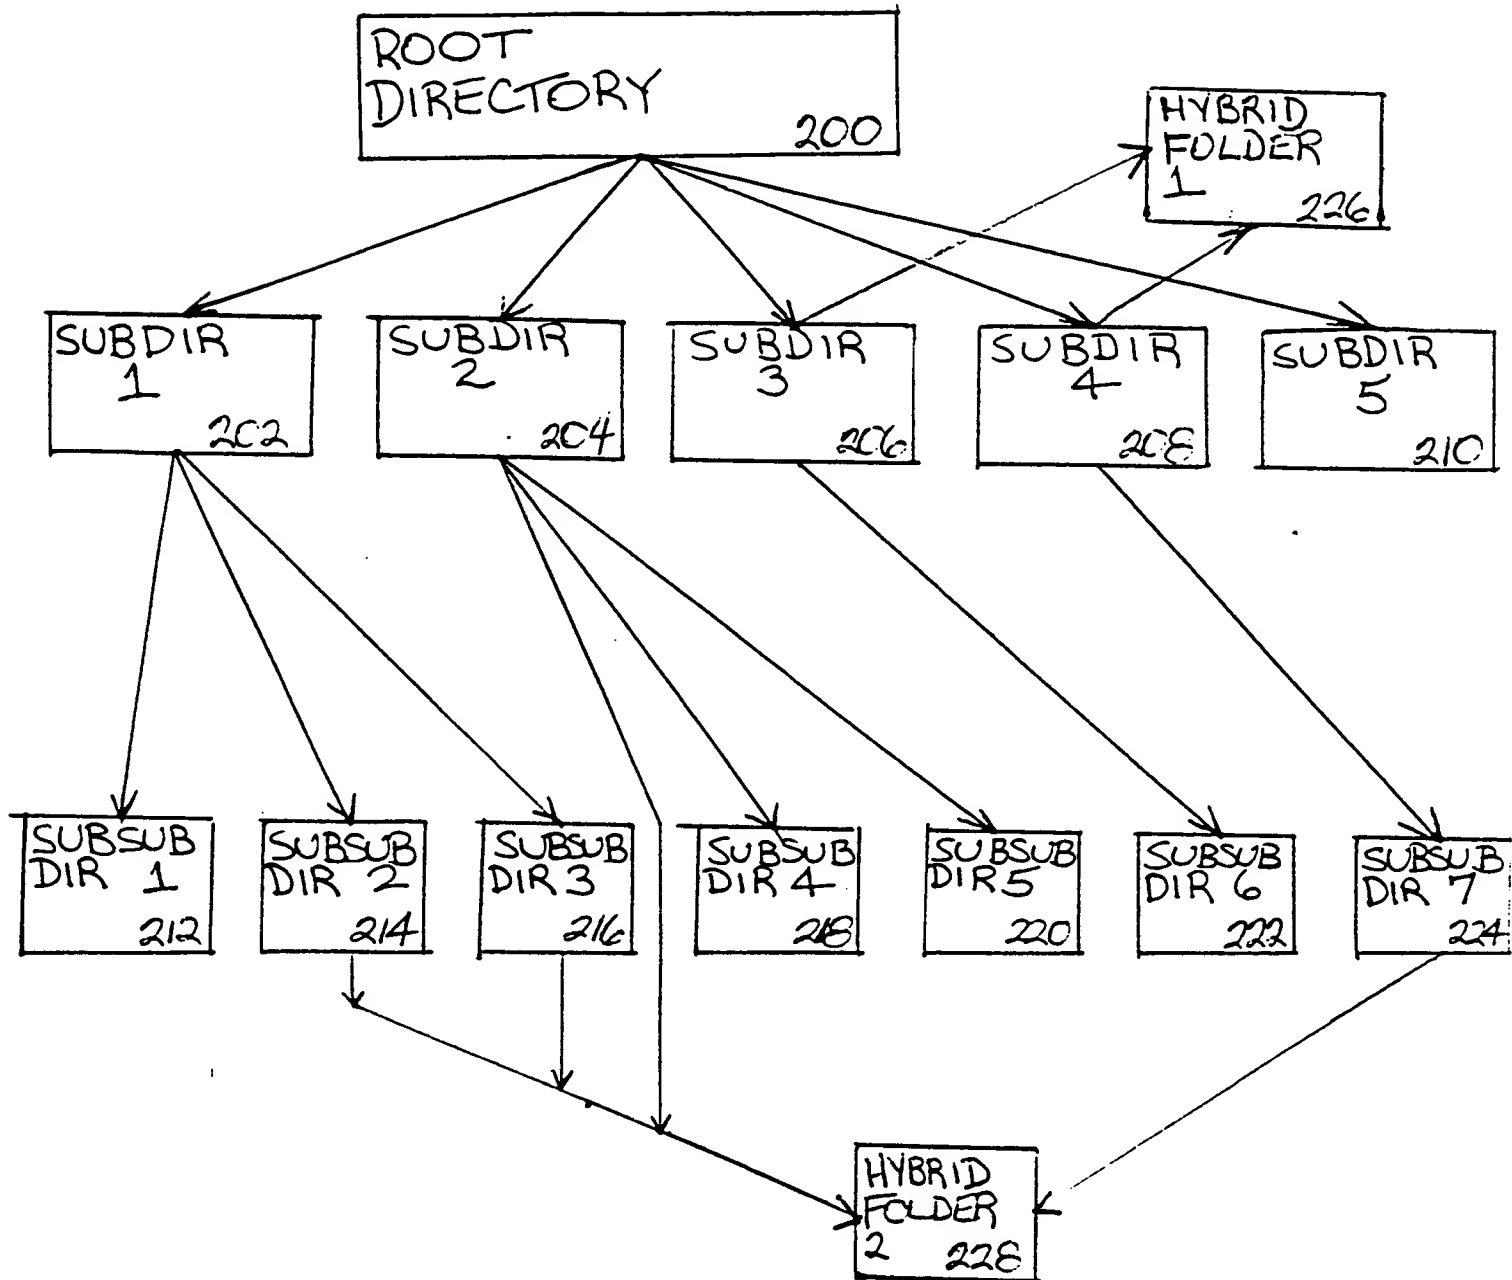 ROOT
DIRECTORY
200
HYBRID
FOLDER
1
226
SUBDIR
1
202
SUBDIR
2
204
SUBDIR
3
206
SUBDIR
4
208
SUBDIR
5
210
SUBSUB
DIR 1
212
SUBSUB
DIR 2
214
SUBSUB
DIR 3
216
SUBSUB
DIR 4
218
SUBSUB
DIR 5
220
SUBSUB
DIR 6
222
SUBSUB
DIR 7
224
HYBRID
FOLDER
2 228